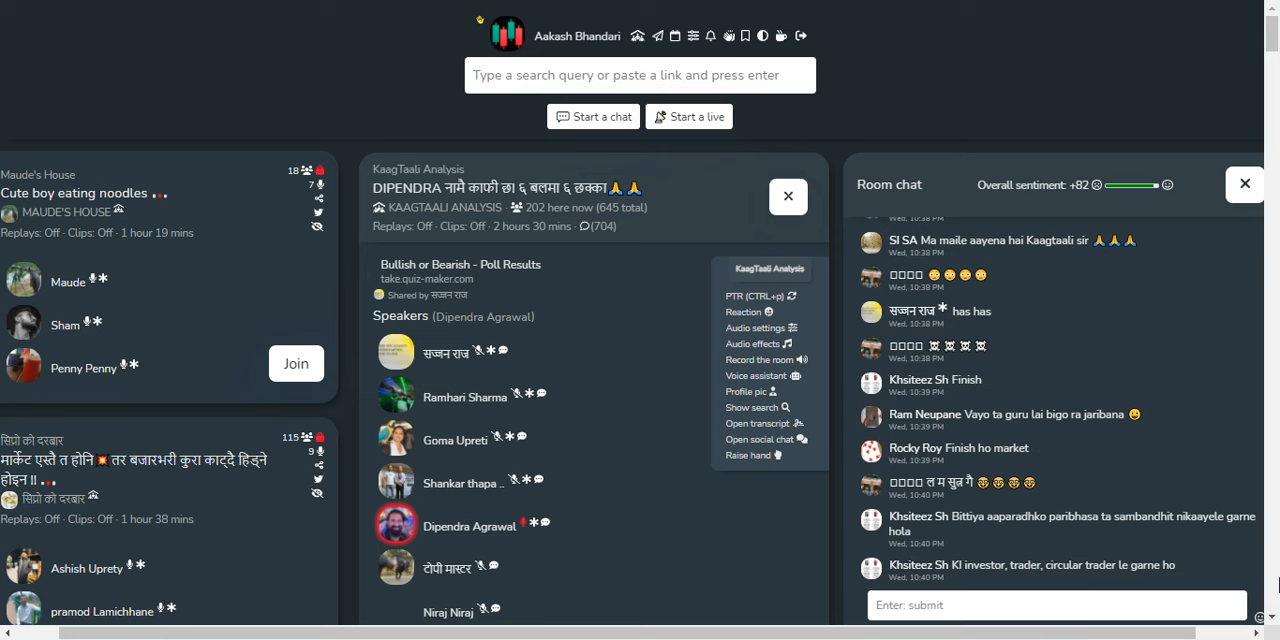 Aakash Bhandari
Type a search query or paste a link and press enter
Start a chat
Start a live
Maude's House
18
Cute boy eating noodles
7
MAUDE'S HOUSE
Replays: Off · Clips: Off · 1 hour 19 mins
Maude
Sham
Penny Penny
Join
सिप्रो को दरबार
115
मार्केट एस्तै त होनि💥 तर बजारभरी कुरा काट्दै हिड्ने
9
होइन !!
सिप्रो को दरबार
Replays: Off · Clips: Off · 1 hour 38 mins
Ashish Uprety
pramod Lamichhane
KaagTaali Analysis
DIPENDRA नामै काफी छ। ६ बलमा ६ छक्का🙏🙏
KAAGTAALI ANALYSIS · 202 here now (645 total)
Replays: Off · Clips: Off · 2 hours 30 mins · (704)
Bullish or Bearish - Poll Results
take.quiz-maker.com
Shared by सज्जन राज
Speakers (Dipendra Agrawal)
सज्जन राज
Ramhari Sharma
Goma Upreti
Shankar thapa ..
Dipendra Agrawal
टोपी मास्टर
Niraj Niraj
KaagTaali Analysis
PTR (CTRL+p)
Reaction
Audio settings
Audio effects
Record the room
Voice assistant
Profile pic
Show search
Open transcript
Open social chat
Raise hand
Room chat
Overall sentiment: +82
Wed, 10:38 PM
SI SA Ma maile aayena hai Kaagtaali sir 🙏 🙏 🙏
Wed, 10:38 PM
▯▯▯▯ 😳 😳 😳 😳
Wed, 10:38 PM
सज्जन राज * has has
Wed, 10:38 PM
▯▯▯▯ ☠ ☠ ☠ ☠
Wed, 10:38 PM
Khsiteez Sh Finish
Wed, 10:39 PM
Ram Neupane Vayo ta guru lai bigo ra jaribana 😀
Wed, 10:39 PM
Rocky Roy Finish ho market
Wed, 10:39 PM
▯▯▯▯ ल म सुत्न गै 🤓 🤓 🤓 🤓
Wed, 10:40 PM
Khsiteez Sh Bittiya aaparadhko paribhasa ta sambandhit nikaayele garne
hola
Wed, 10:40 PM
Khsiteez Sh KI investor, trader, circular trader le garne ho
Wed, 10:40 PM
Enter: submit